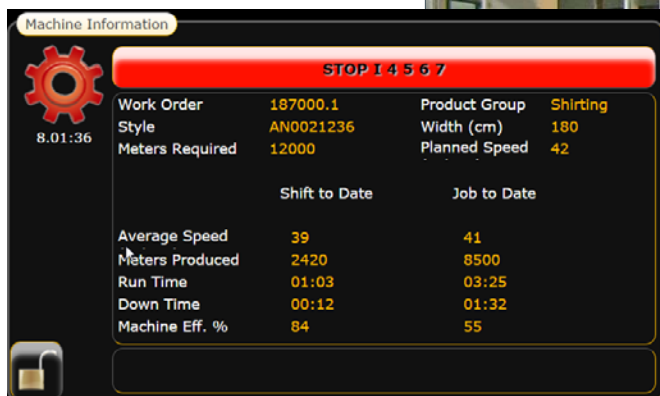 Machine Information
STOP I 4 5 6 7
8.01:36
Work Order 187000.1 Product Group Shirting
Style AN0021236 Width (cm) 180
Meters Required 12000 Planned Speed 42
Shift to Date Job to Date
Average Speed 39 41
Meters Produced 2420 8500
Run Time 01:03 03:25
Down Time 00:12 01:32
Machine Eff. % 84 55